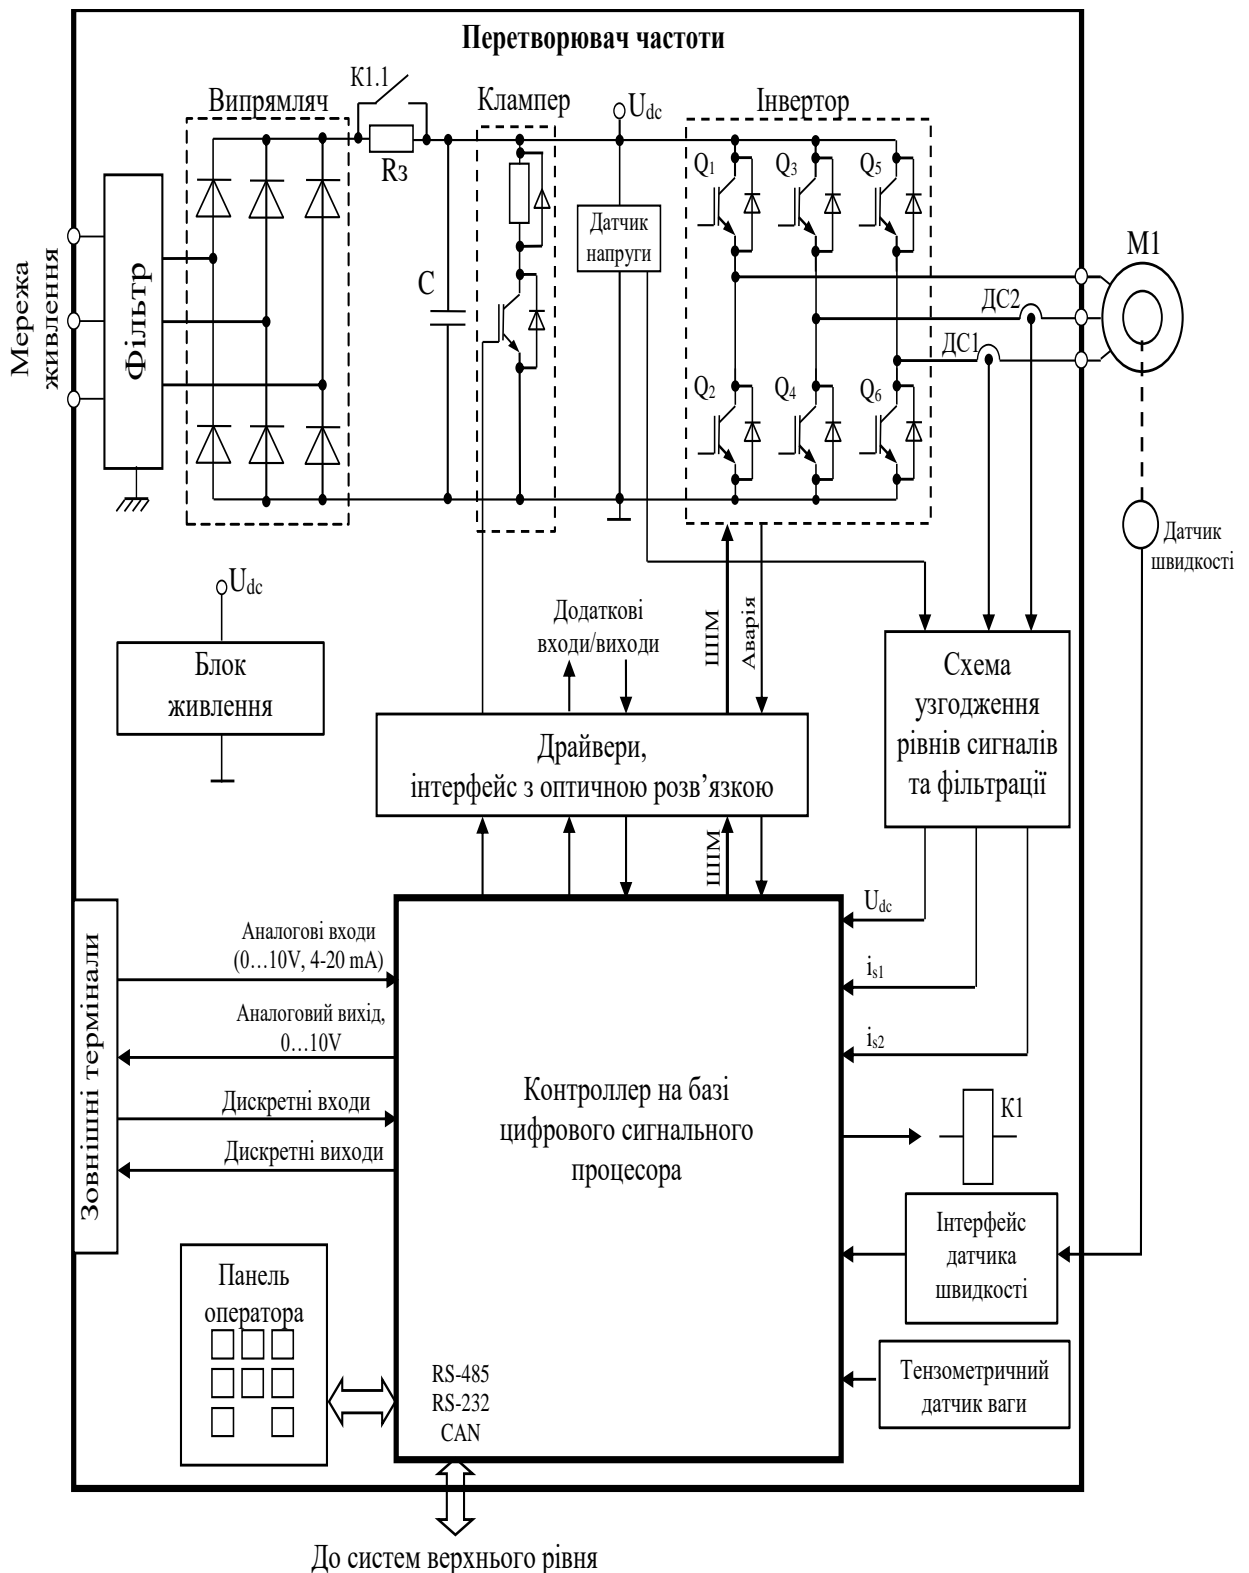 Перетворювач частоти
К1.1
Випрямляч
Клампер
Udc
Інвертор
Rз
Q1
Q3
Q5
Датчик
напруги
М1
Мережа
живлення
Фільтр
С
ДС2
ДС1
Q2
Q4
Q6
Датчик
швидкості
Udc
Додаткові
входи/виходи
ШІМ
Аварія
Блок
живлення
Схема
узгодження
рівнів сигналів
та фільтрації
Драйвери,
інтерфейс з оптичною розв’язкою
ШІМ
Udc
is1
is2
Зовнішні термінали
Аналогові входи
(0...10V, 4-20 mA)
Аналоговий вихід,
0...10V
Дискретні входи
Дискретні виходи
Контроллер на базі
цифрового сигнального
процесора
К1
Інтерфейс
датчика
швидкості
Панель
оператора
Тензометричний
датчик ваги
RS-485
RS-232
CAN
До систем верхнього рівня